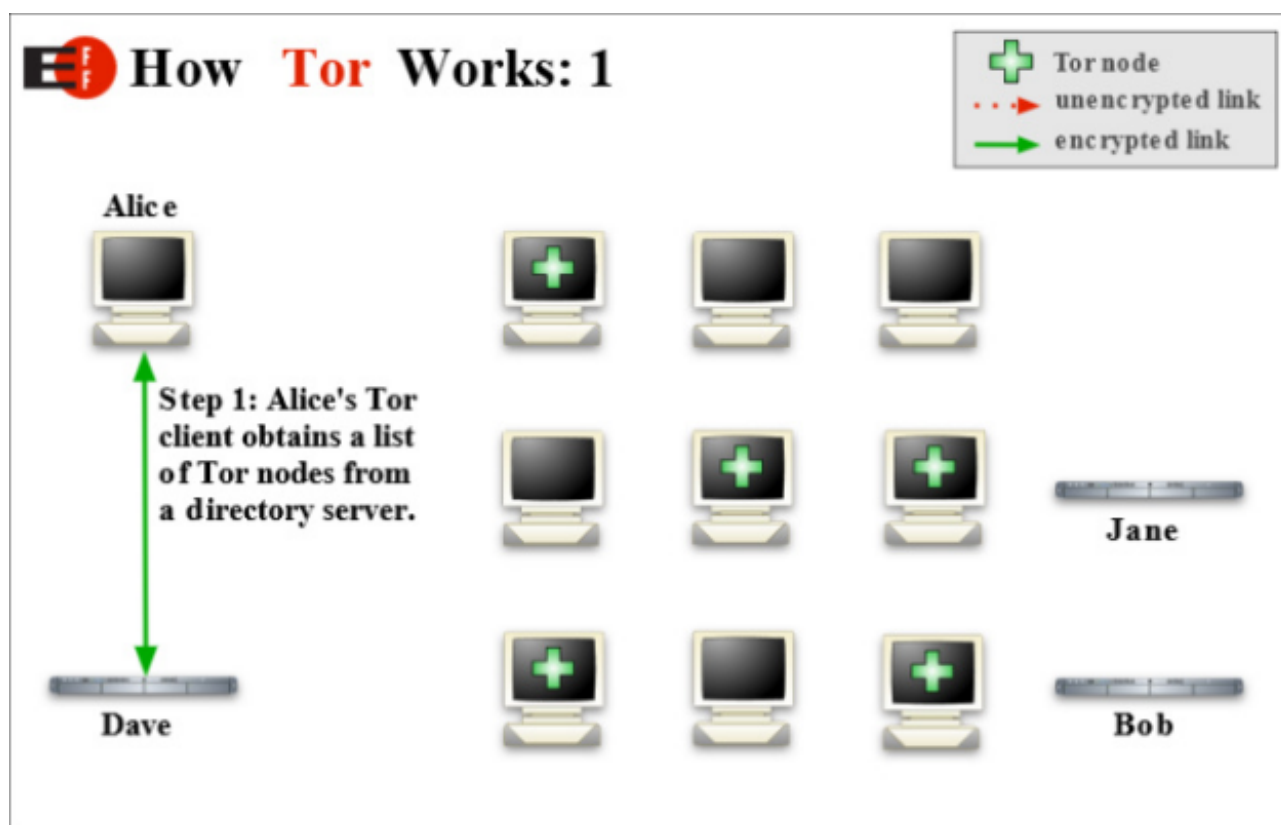 EFF
How Tor Works: 1
Tor node
unencrypted link
encrypted link
Alice
Step 1: Alice's Tor
client obtains a list
of Tor nodes from
a directory server.
Jane
Dave
Bob